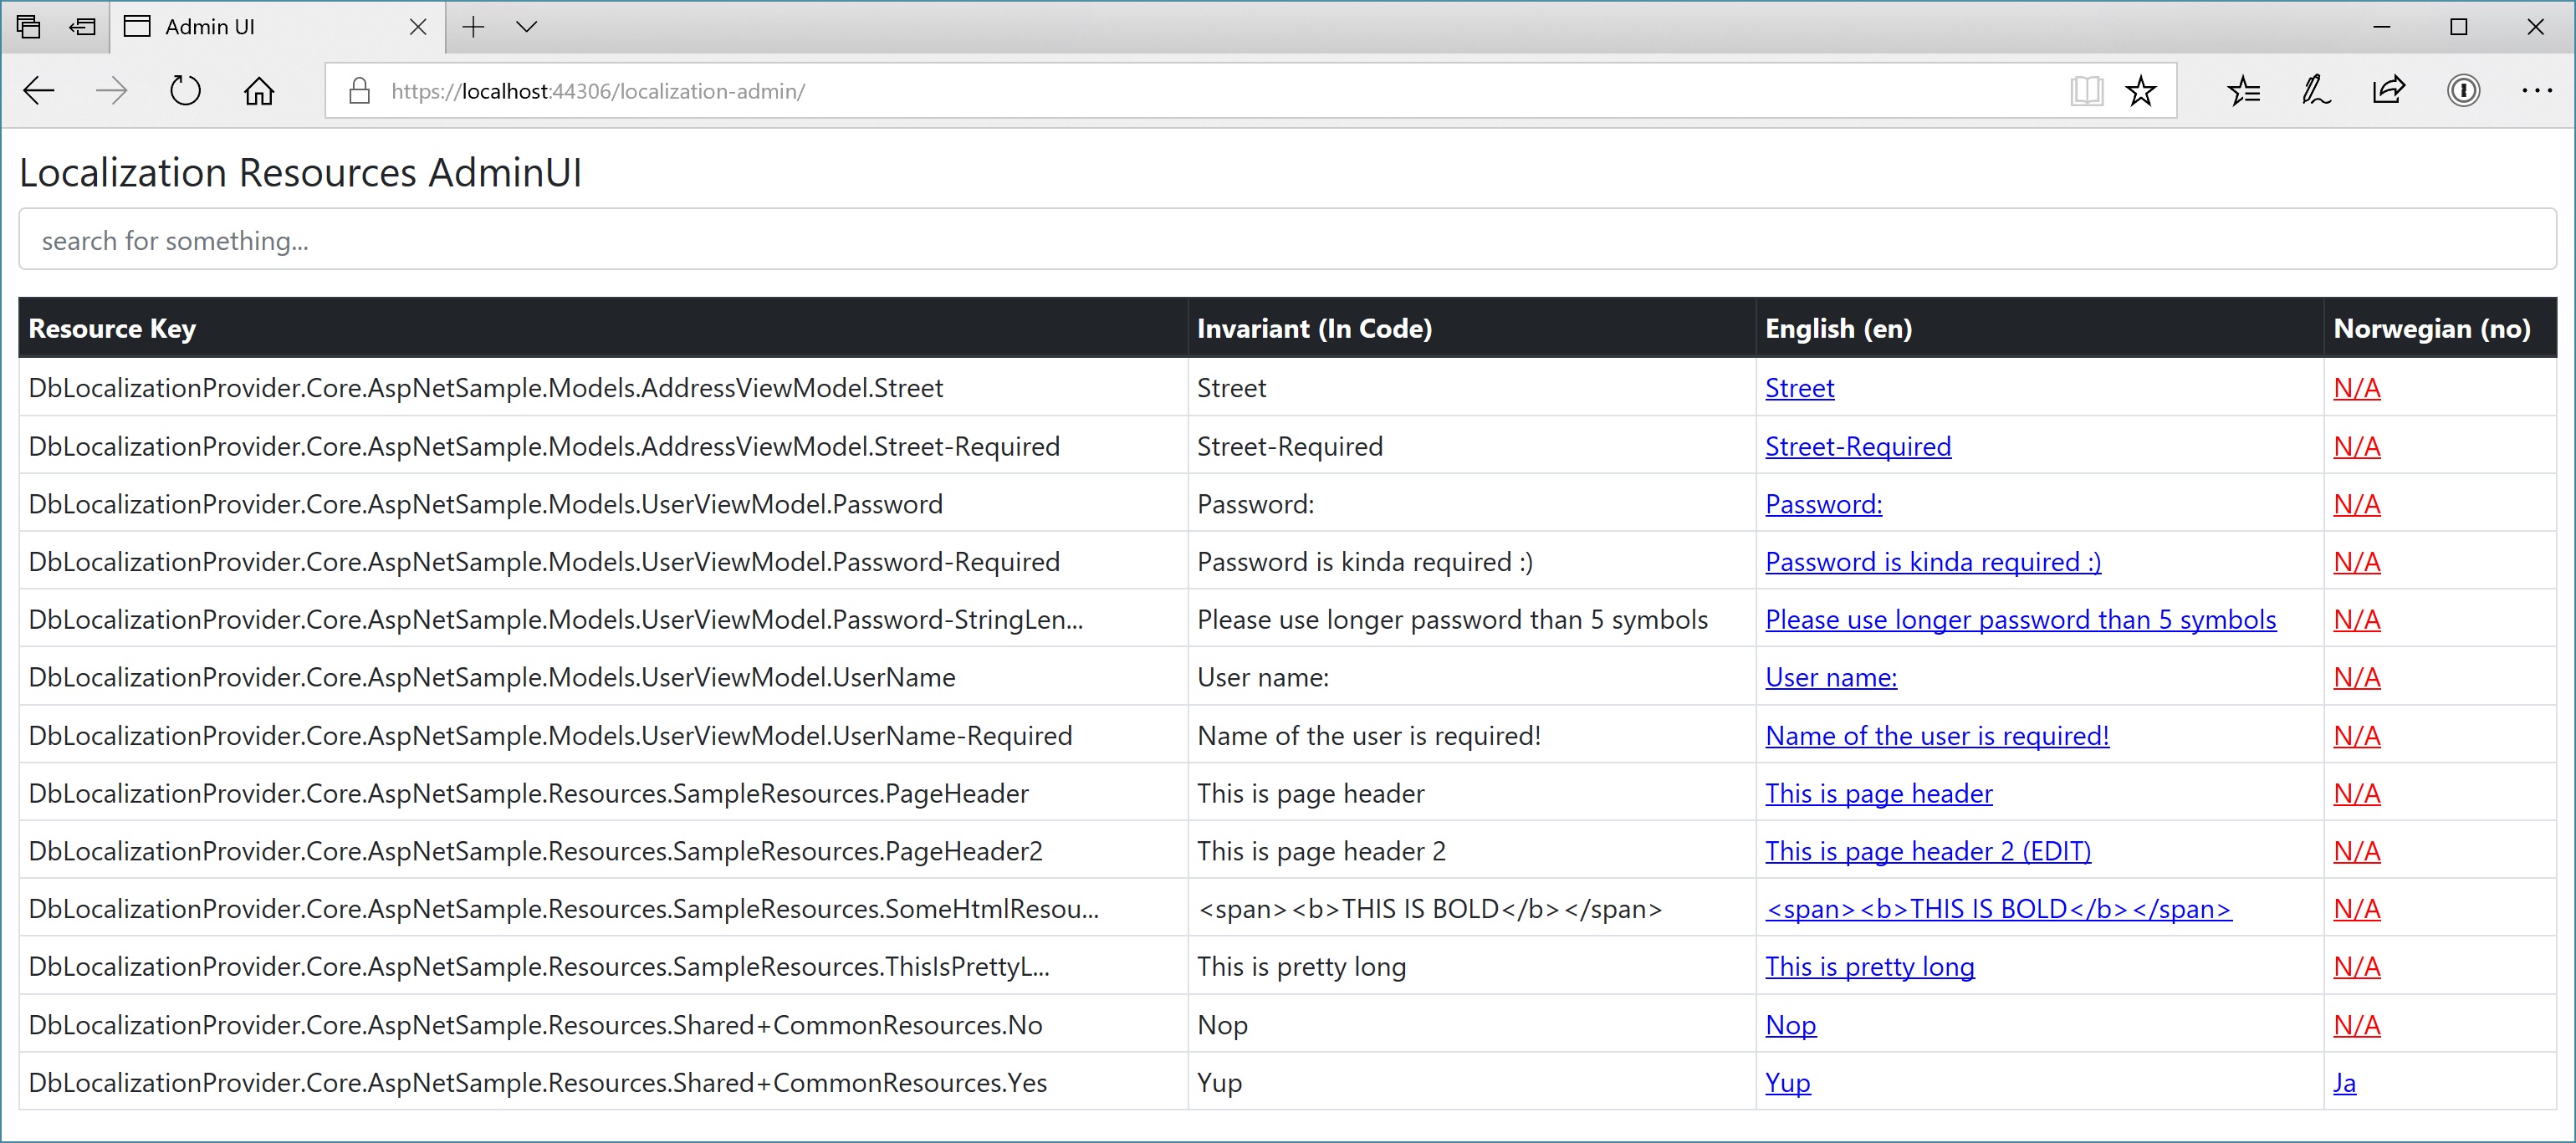 Admin UI
https://localhost:44306/localization-admin/
Localization Resources AdminUI
search for something...
Resource Key Invariant (In Code) English (en) Norwegian (no)
DbLocalizationProvider.Core.AspNetSample.Models.AddressViewModel.Street Street Street N/A
DbLocalizationProvider.Core.AspNetSample.Models.AddressViewModel.Street-Required Street-Required Street-Required N/A
DbLocalizationProvider.Core.AspNetSample.Models.UserViewModel.Password Password: Password: N/A
DbLocalizationProvider.Core.AspNetSample.Models.UserViewModel.Password-Required Password is kinda required :) Password is kinda required :) N/A
DbLocalizationProvider.Core.AspNetSample.Models.UserViewModel.Password-StringLen... Please use longer password than 5 symbols Please use longer password than 5 symbols N/A
DbLocalizationProvider.Core.AspNetSample.Models.UserViewModel.UserName User name: User name: N/A
DbLocalizationProvider.Core.AspNetSample.Models.UserViewModel.UserName-Required Name of the user is required! Name of the user is required! N/A
DbLocalizationProvider.Core.AspNetSample.Resources.SampleResources.PageHeader This is page header This is page header N/A
DbLocalizationProvider.Core.AspNetSample.Resources.SampleResources.PageHeader2 This is page header 2 This is page header 2 (EDIT) N/A
DbLocalizationProvider.Core.AspNetSample.Resources.SampleResources.SomeHtmlResou... <span><b>THIS IS BOLD</b></span> <span><b>THIS IS BOLD</b></span> N/A
DbLocalizationProvider.Core.AspNetSample.Resources.SampleResources.ThisIsPrettyL... This is pretty long This is pretty long N/A
DbLocalizationProvider.Core.AspNetSample.Resources.Shared+CommonResources.No Nop Nop N/A
DbLocalizationProvider.Core.AspNetSample.Resources.Shared+CommonResources.Yes Yup Yup Ja